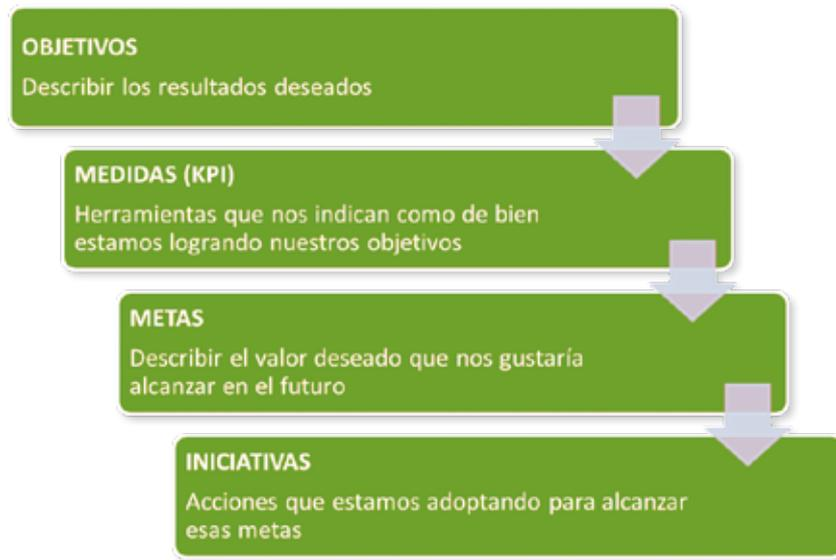 OBJETIVOS
Describir los resultados deseados
MEDIDAS (KPI)
Herramientas que nos indican como de bien
estamos logrando nuestros objetivos
METAS
Describir el valor deseado que nos gustaría
alcanzar en el futuro
INICIATIVAS
Acciones que estamos adoptando para alcanzar
esas metas